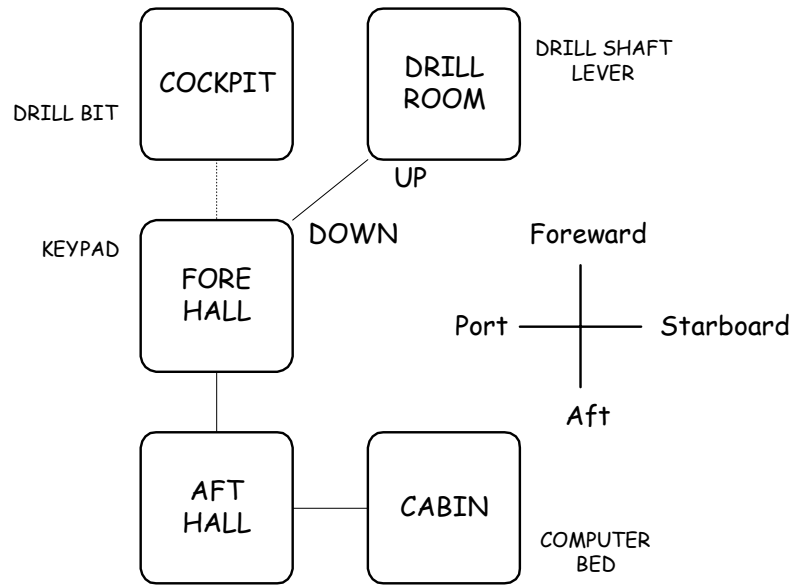 COCKPIT
DRILL
ROOM
DRILL SHAFT
LEVER
DRILL BIT
UP
DOWN
KEYPAD
FORE
HALL
Foreward
Port
Starboard
Aft
AFT
HALL
CABIN
COMPUTER
BED